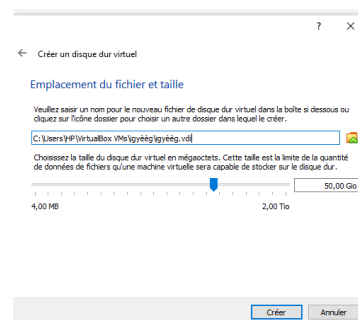 ? ×
← Créer un disque dur virtuel
Emplacement du fichier et taille
Veuillez saisir un nom pour le nouveau fichier de disque dur virtuel dans la boîte si dessous ou
cliquez sur l'icône dossier pour choisir un autre dossier dans lequel le créer.
C:\Users\HP\VirtualBox VMs\igyèèg\igyèèg.vdi
Choisissez la taille du disque dur virtuel en mégaoctets. Cette taille est la limite de la quantité
de données de fichiers qu'une machine virtuelle sera capable de stocker sur le disque dur.
50,00 Gio
4,00 MB 2,00 Tio
Créer Annuler